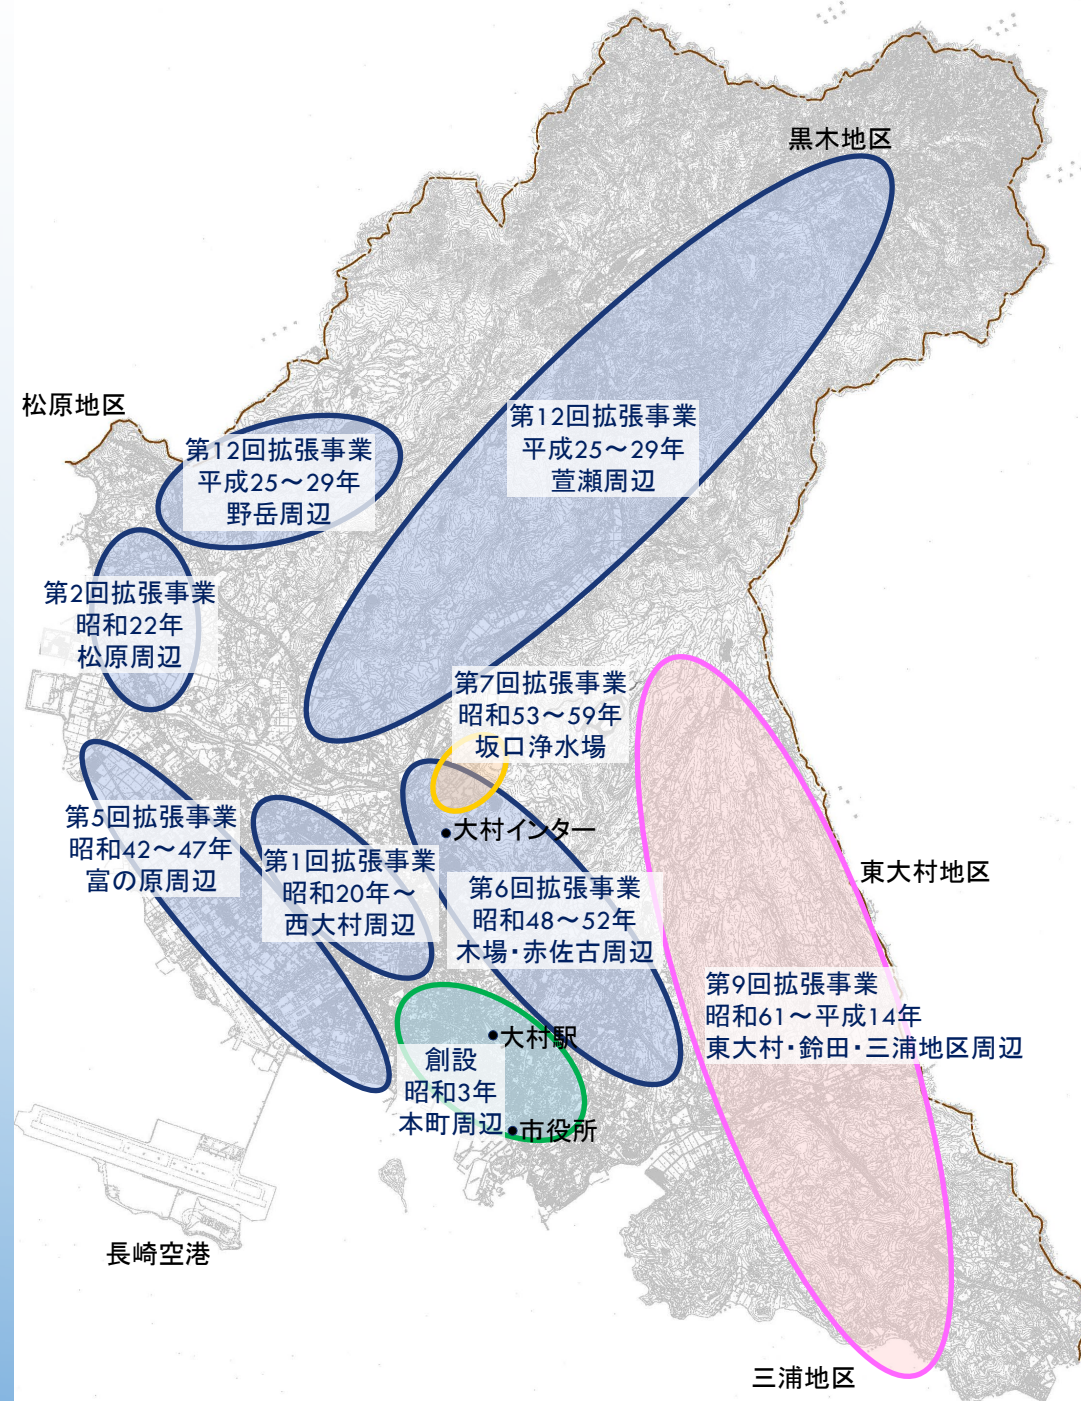 黒木地区
松原地区
第12回拡張事業
平成25～29年
萱瀬周辺
第12回拡張事業
平成25～29年
野岳周辺
第2回拡張事業
昭和22年
松原周辺
第7回拡張事業
昭和53～59年
坂口浄水場
●大村インター
第5回拡張事業
昭和42～47年
富の原周辺
第1回拡張事業
昭和20年～
西大村周辺
第6回拡張事業
昭和48～52年
木場・赤佐古周辺
東大村地区
第9回拡張事業
昭和61～平成14年
東大村・鈴田・三浦地区周辺
●大村駅
創設
昭和3年
本町周辺
●市役所
長崎空港
三浦地区